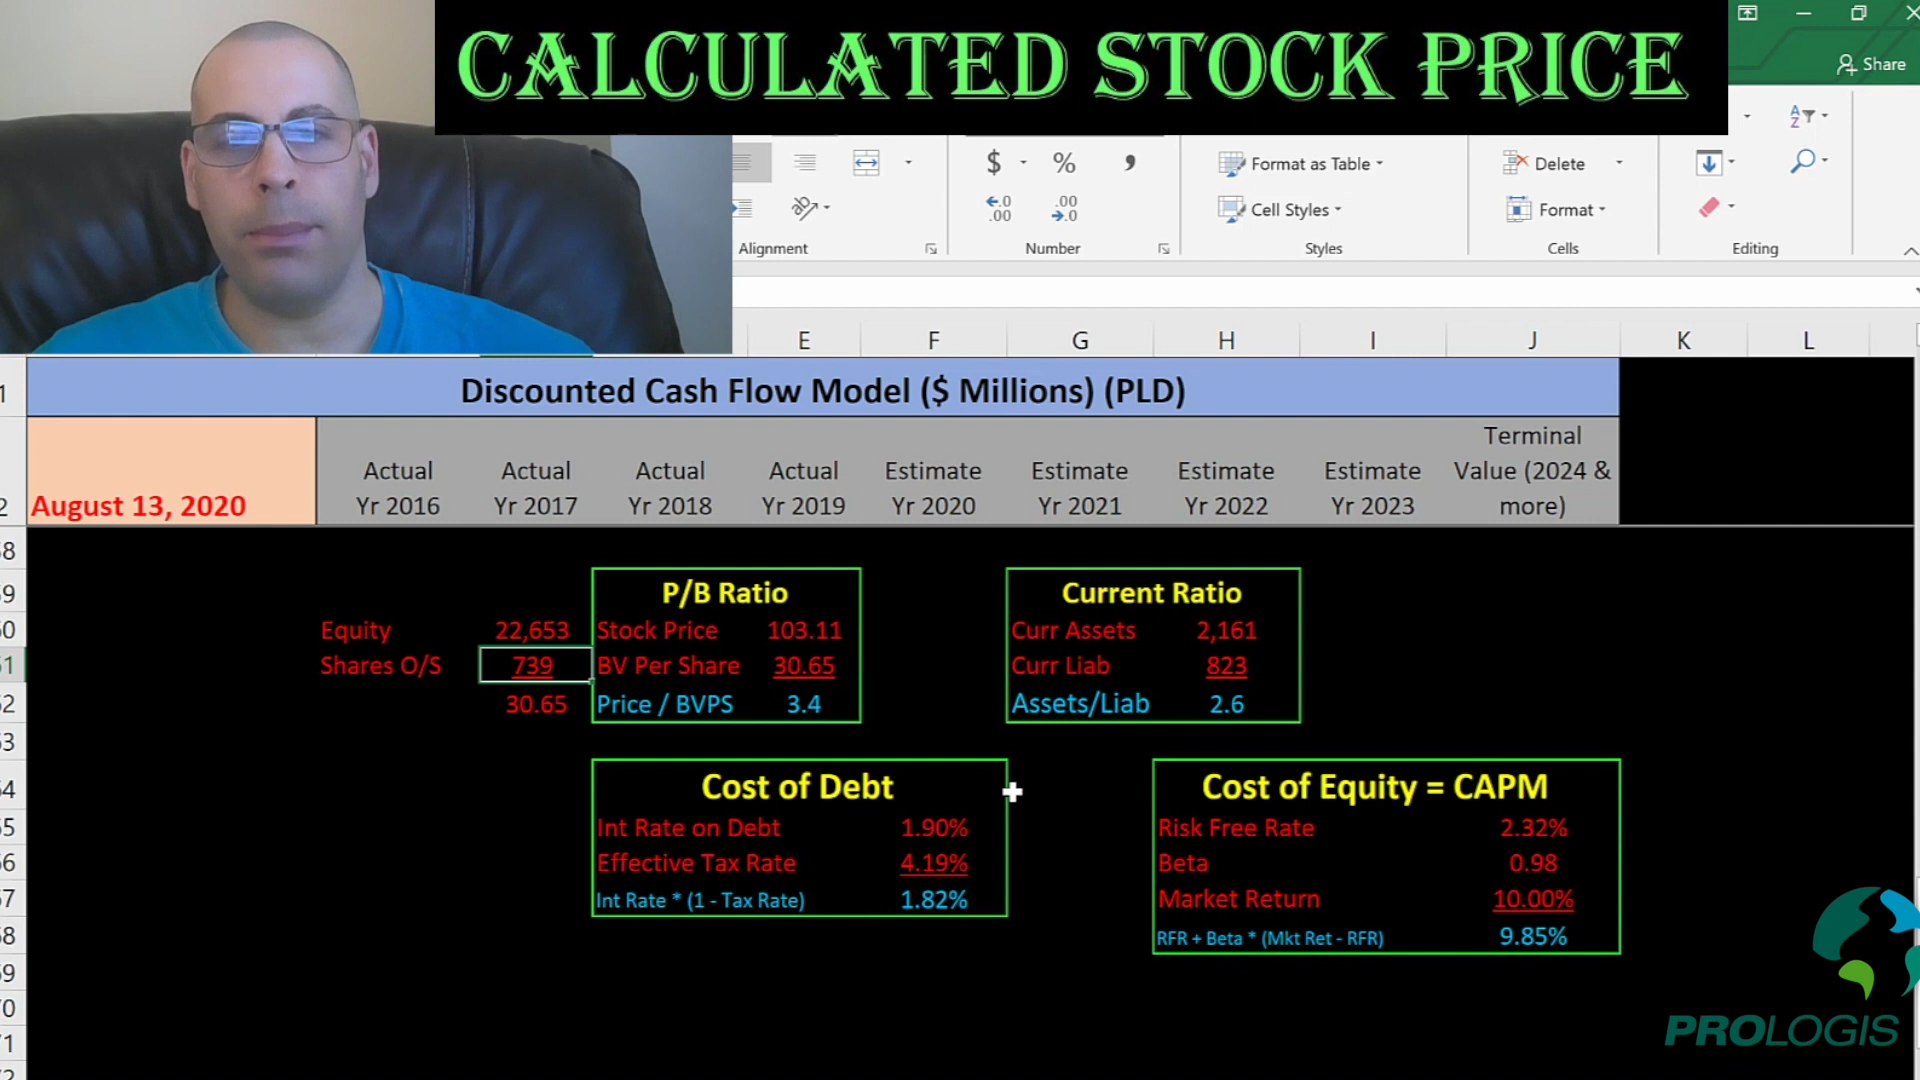 CALCULATED STOCK PRICE
Share
Format as Table
Delete
Cell Styles
Format
Alignment
Number
Styles
Cells
Editing
E F G H I J K L
1 Discounted Cash Flow Model ($ Millions) (PLD)
2 August 13, 2020
Actual Yr 2016
Actual Yr 2017
Actual Yr 2018
Actual Yr 2019
Estimate Yr 2020
Estimate Yr 2021
Estimate Yr 2022
Estimate Yr 2023
Terminal Value (2024 & more)
P/B Ratio
Equity 22,653 Stock Price 103.11
Shares O/S 739 BV Per Share 30.65
30.65 Price / BVPS 3.4
Current Ratio
Curr Assets 2,161
Curr Liab 823
Assets/Liab 2.6
Cost of Debt
Int Rate on Debt 1.90%
Effective Tax Rate 4.19%
Int Rate * (1 - Tax Rate) 1.82%
Cost of Equity = CAPM
Risk Free Rate 2.32%
Beta 0.98
Market Return 10.00%
RFR + Beta * (Mkt Ret - RFR) 9.85%
PROLOGIS